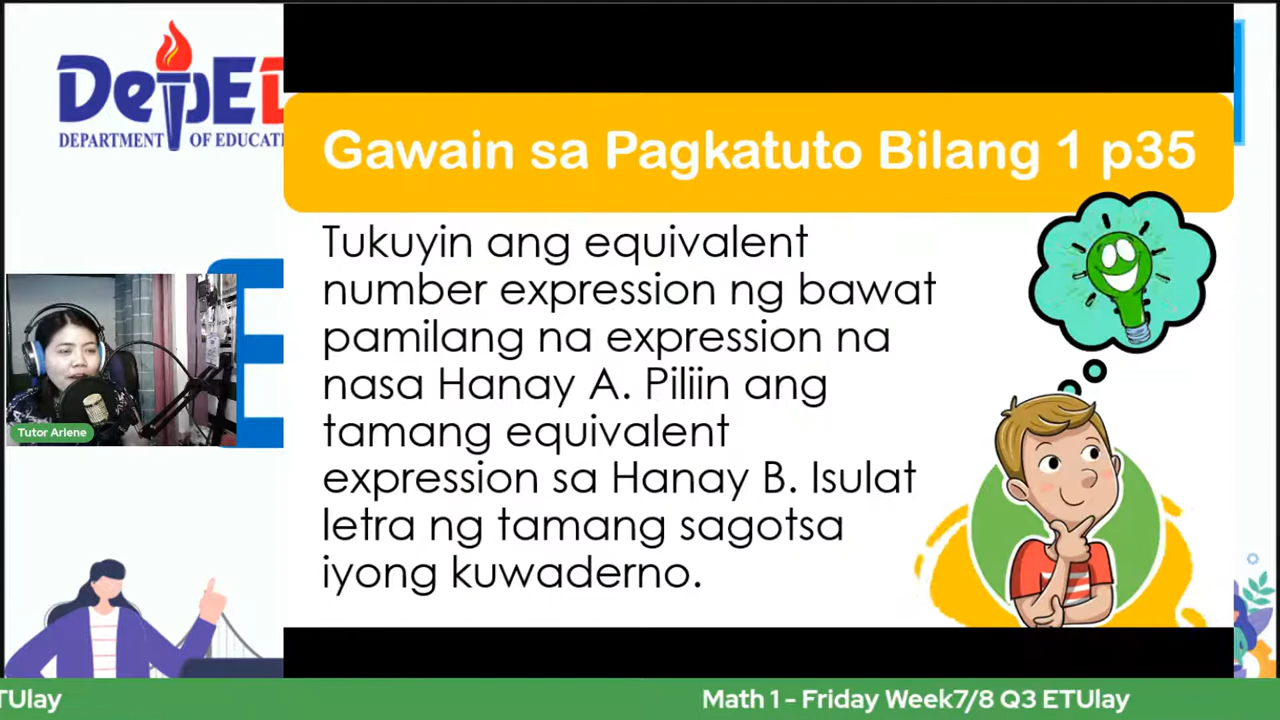 DepED
DEPARTMENT OF EDUCATI
Gawain sa Pagkatuto Bilang 1 p35
Tukuyin ang equivalent
number expression ng bawat
pamilang na expression na
nasa Hanay A. Piliin ang
tamang equivalent
expression sa Hanay B. Isulat
letra ng tamang sagotsa
iyong kuwaderno.
Tutor Arlene
TUlay
Math 1 - Friday Week7/8 Q3 ETUlay